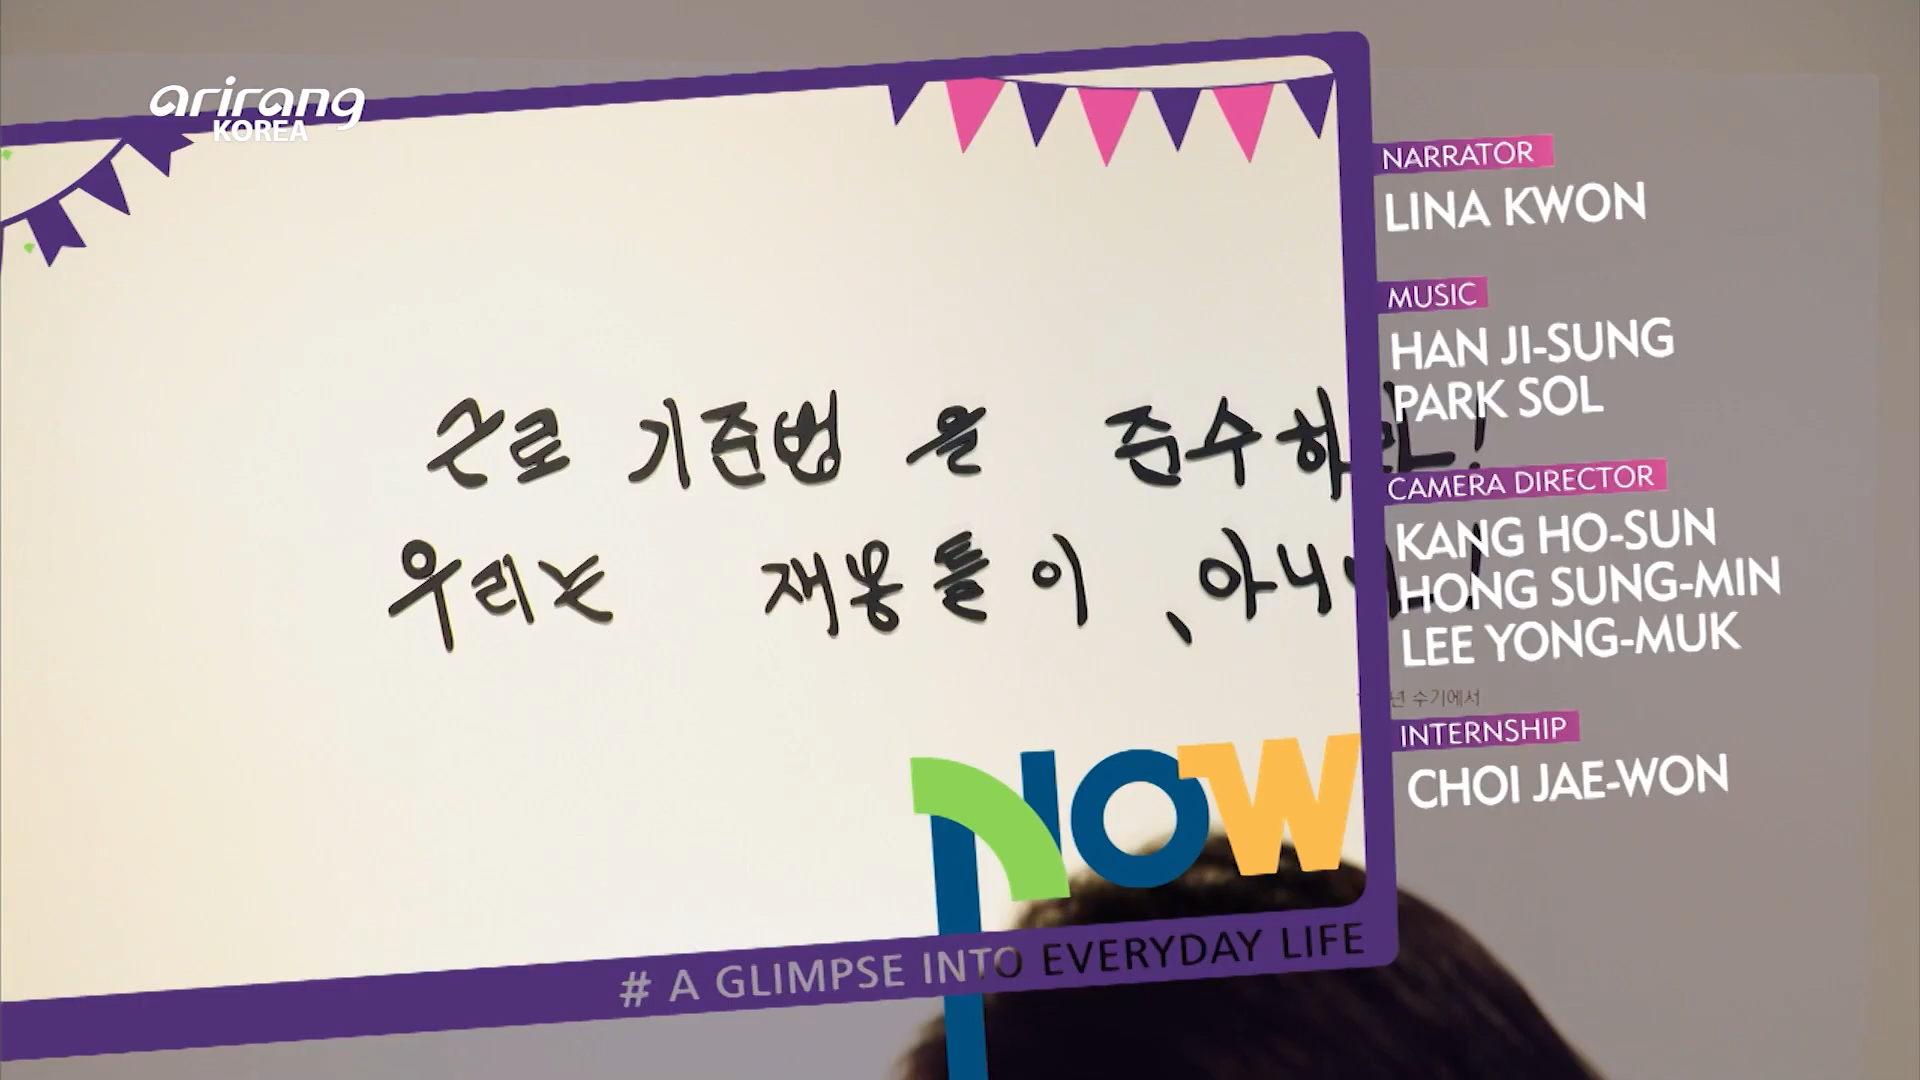 arirang
KOREA
근로 기준법 을 준수하라!
우리는 재봉틀이 아니다!
년 수기에서
NOW
# A GLIMPSE INTO EVERYDAY LIFE
NARRATOR
LINA KWON
MUSIC
HAN JI-SUNG
PARK SOL
CAMERA DIRECTOR
KANG HO-SUN
HONG SUNG-MIN
LEE YONG-MUK
INTERNSHIP
CHOI JAE-WON